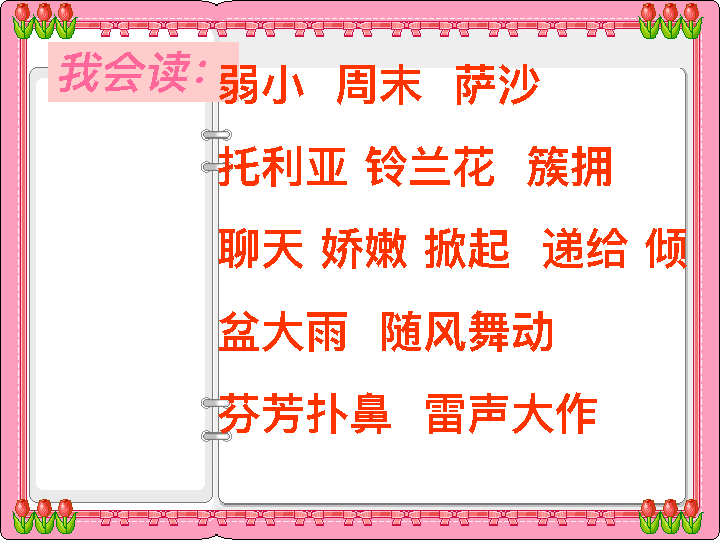 我会读：
弱小 周末 萨沙
托利亚 铃兰花 簇拥
聊天 娇嫩 掀起 递给 倾
盆大雨 随风舞动
芬芳扑鼻 雷声大作